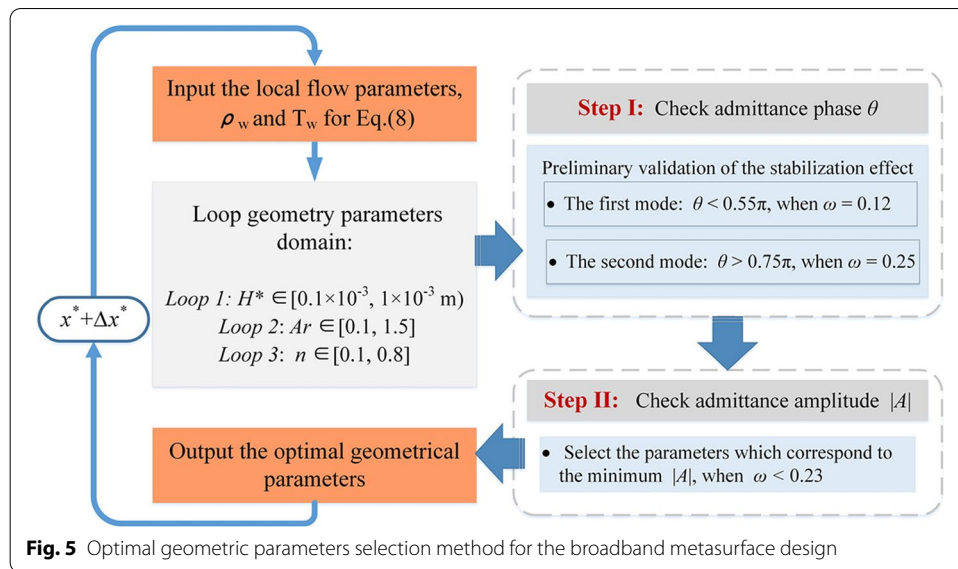 Input the local flow parameters,
ρ w and T w for Eq.(8)
Loop geometry parameters
domain:
Loop 1: H* ∈[0.1×10-3, 1×10-3 m)
Loop 2: Ar ∈[0.1, 1.5]
Loop 3: n ∈[0.1, 0.8]
x*+Δx*
Step I: Check admittance phase θ
Preliminary validation of the stabilization effect
• The first mode: θ < 0.55π, when ω = 0.12
• The second mode: θ > 0.75π, when ω = 0.25
Step II: Check admittance amplitude |A|
• Select the parameters which correspond to
the minimum |A|, when ω < 0.23
Output the optimal geometrical
parameters
Fig. 5 Optimal geometric parameters selection method for the broadband metasurface design